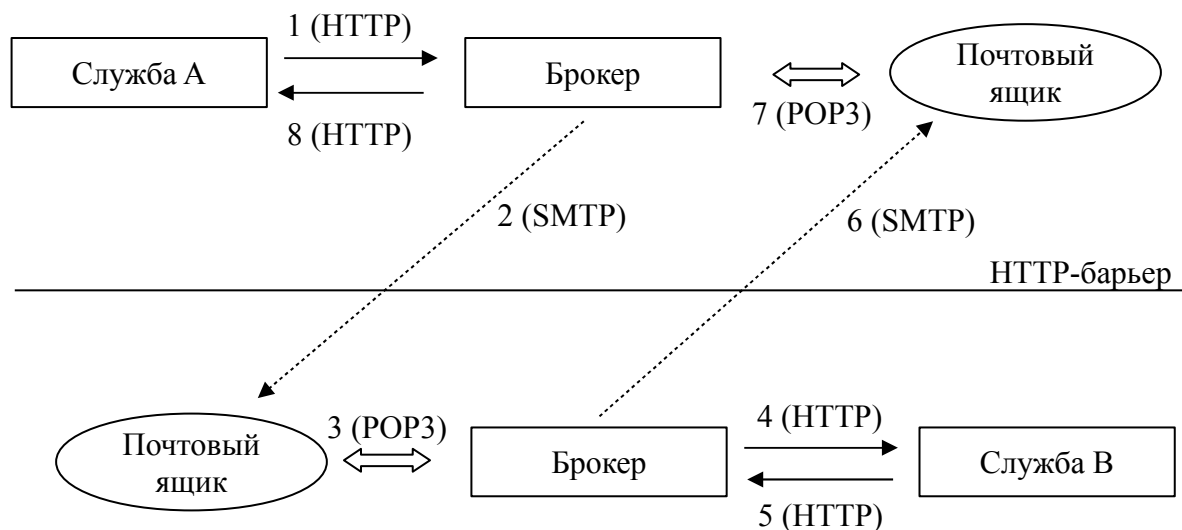 1 (HTTP)
Служба А
Брокер
Почтовый
ящик
8 (HTTP)
7 (POP3)
2 (SMTP)
6 (SMTP)
HTTP-барьер
Почтовый
ящик
3 (POP3)
Брокер
4 (HTTP)
Служба В
5 (HTTP)